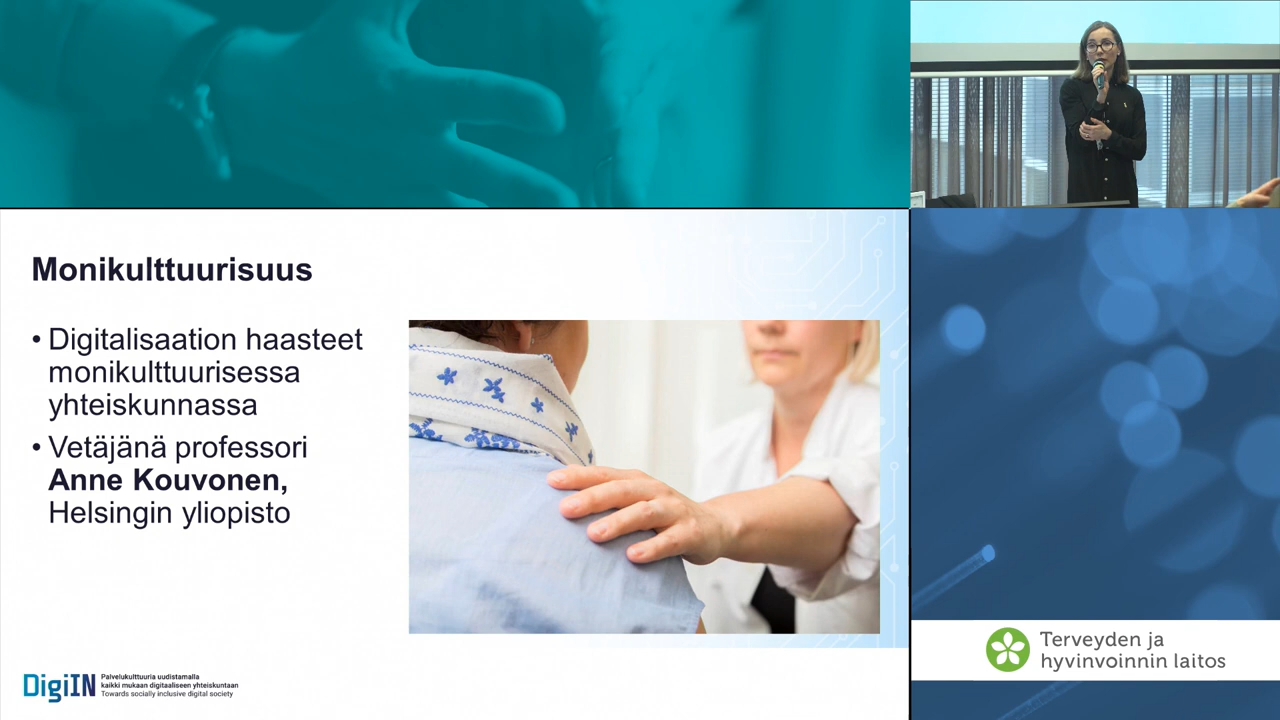 Monikulttuurisuus
• Digitalisaation haasteet
monikulttuurisessa
yhteiskunnassa
• Vetäjänä professori
Anne Kouvonen,
Helsingin yliopisto
DigiIN
Palvelukulttuuria uudistamalla
kaikki mukaan digitaaliseen yhteiskuntaan
Towards socially inclusive digital society
Terveyden ja
hyvinvoinnin laitos